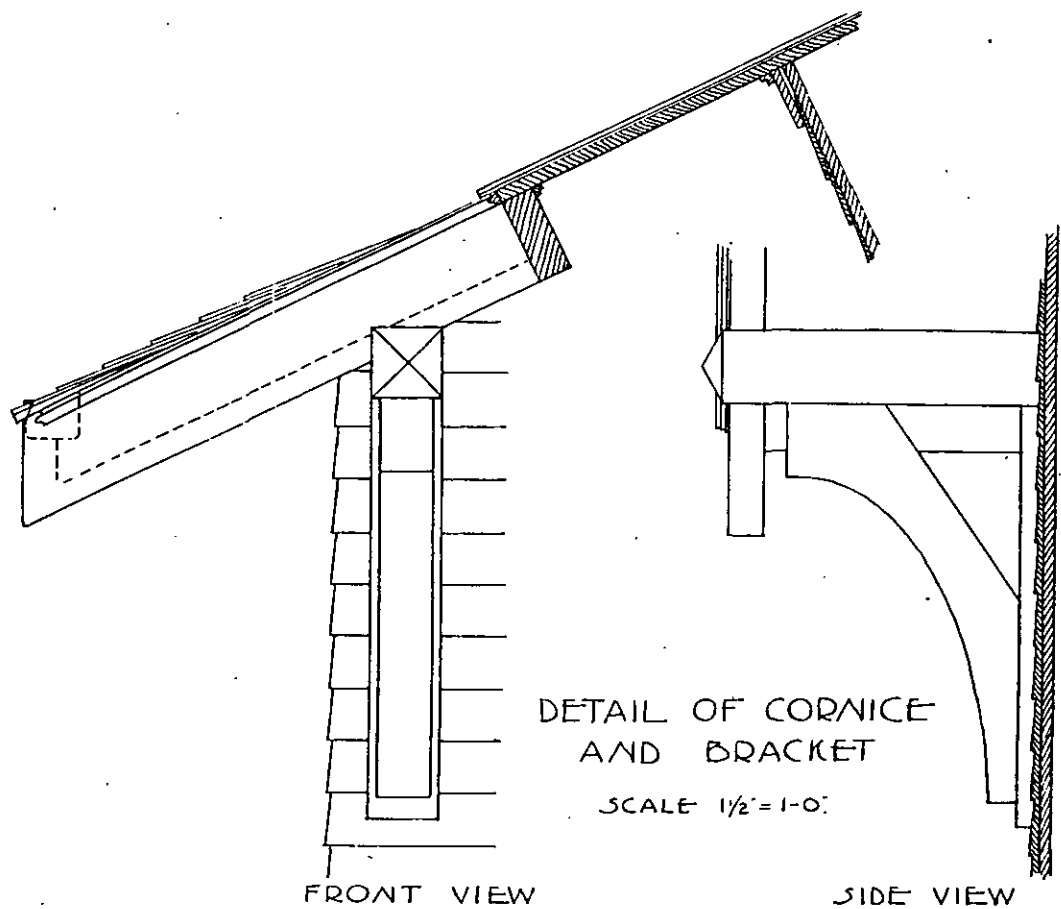 DETAIL OF CORNICE
AND BRACKET
SCALE 1½" = 1-0".
FRONT VIEW
SIDE VIEW